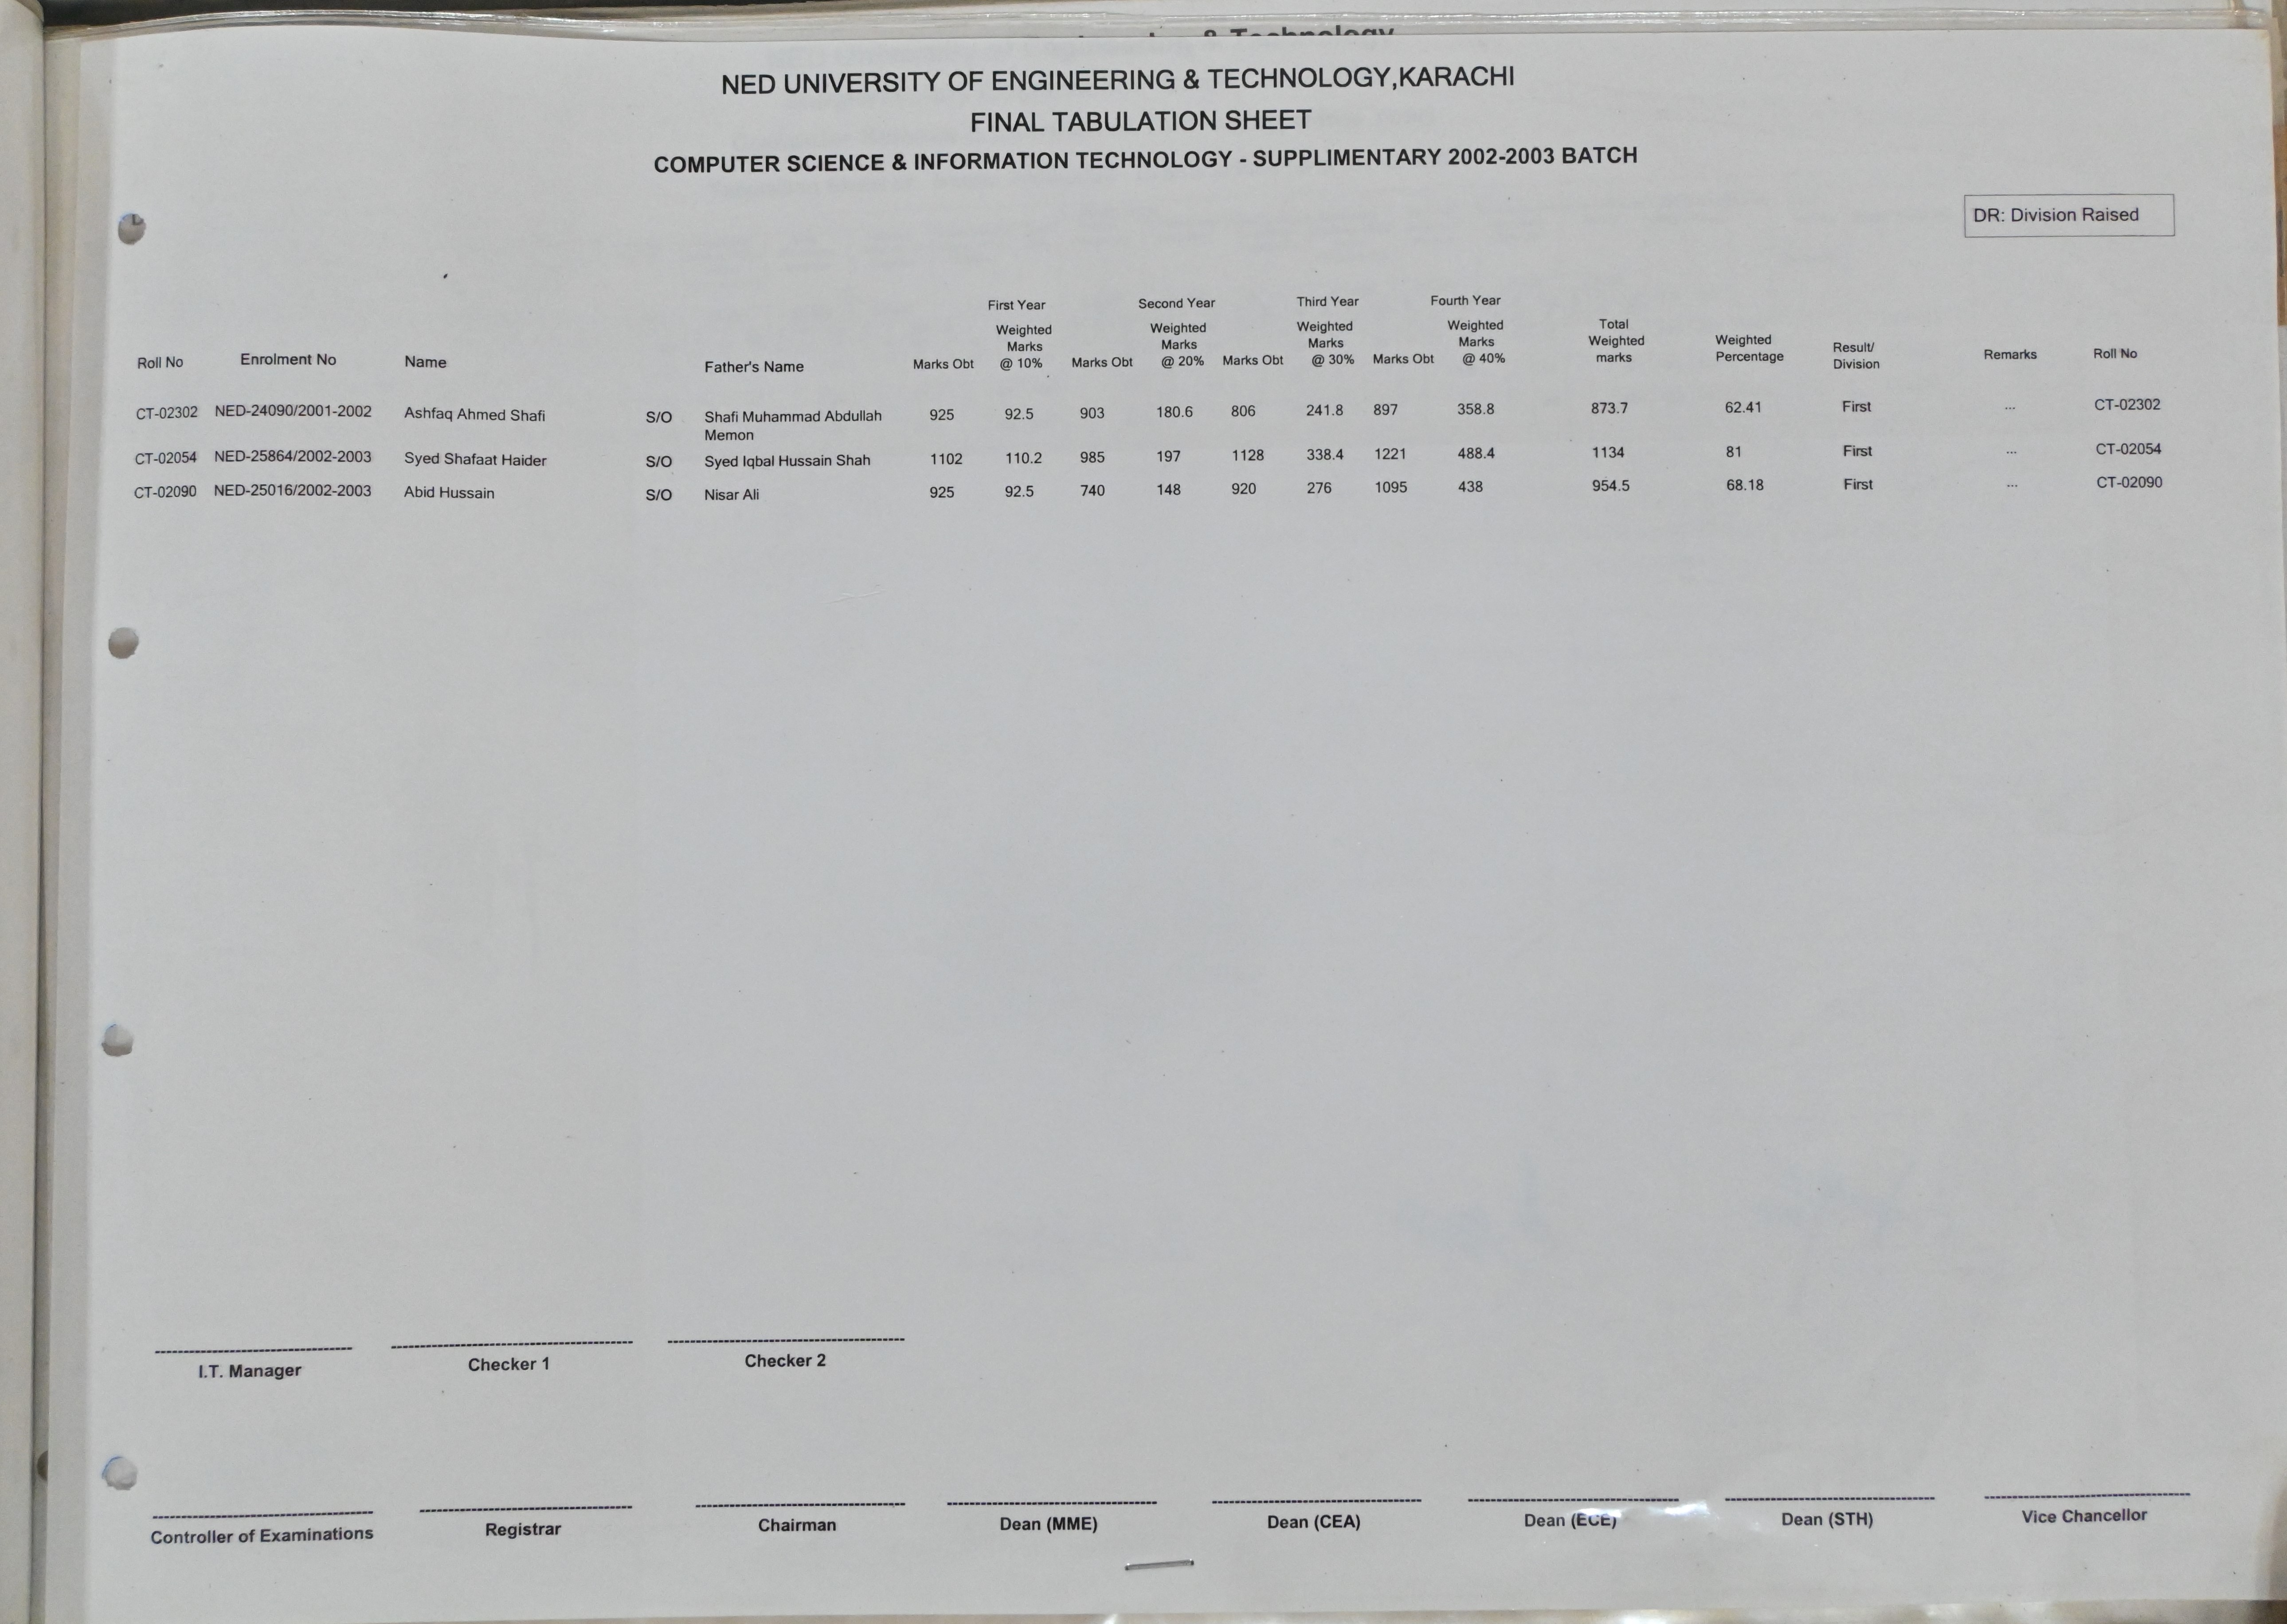 NED UNIVERSITY OF ENGINEERING & TECHNOLOGY,KARACHI
FINAL TABULATION SHEET
COMPUTER SCIENCE & INFORMATION TECHNOLOGY - SUPPLIMENTARY 2002-2003 BATCH
DR: Division Raised
First Year Second Year Third Year Fourth Year
Roll No Enrolment No Name Father's Name Marks Obt Weighted Marks @ 10% Marks Obt Weighted Marks @ 20% Marks Obt Weighted Marks @ 30% Marks Obt Weighted Marks @ 40% Total Weighted marks Weighted Percentage Result/ Division Remarks Roll No
CT-02302 NED-24090/2001-2002 Ashfaq Ahmed Shafi S/O Shafi Muhammad Abdullah 925 92.5 903 180.6 806 241.8 897 358.8 873.7 62.41 First ... CT-02302
Memon
CT-02054 NED-25864/2002-2003 Syed Shafaat Haider S/O Syed Iqbal Hussain Shah 1102 110.2 985 197 1128 338.4 1221 488.4 1134 81 First ... CT-02054
CT-02090 NED-25016/2002-2003 Abid Hussain S/O Nisar Ali 925 92.5 740 148 920 276 1095 438 954.5 68.18 First ... CT-02090
I.T. Manager Checker 1 Checker 2
Controller of Examinations Registrar Chairman Dean (MME) Dean (CEA) Dean (ECE) Dean (STH) Vice Chancellor